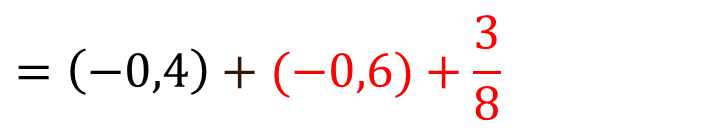 = (−0,4) + (−0,6) + 3/8